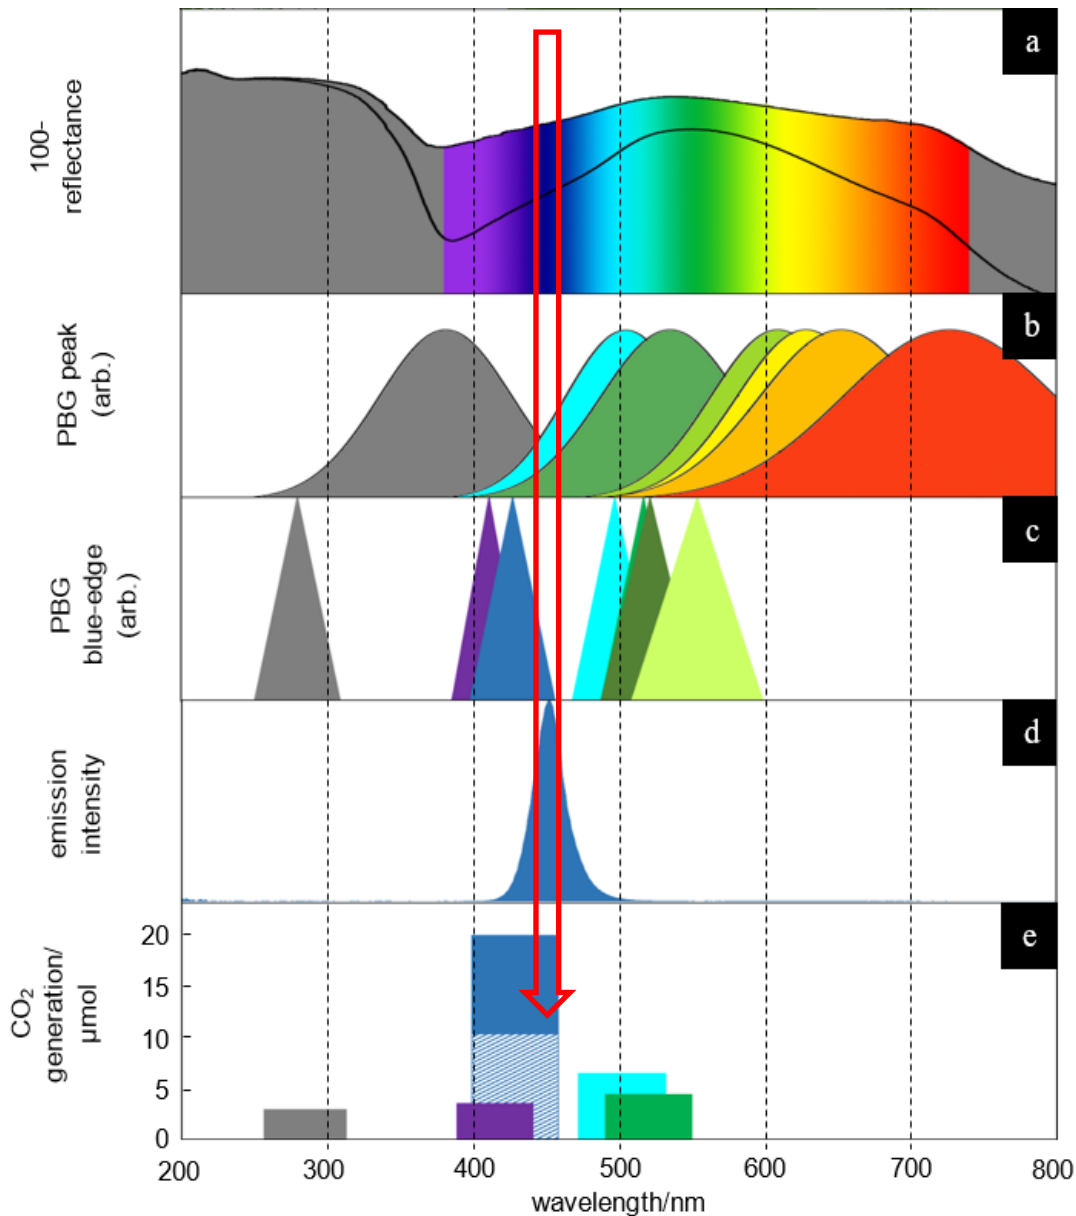 a
100-
reflectance
b
PBG peak
(arb.)
c
PBG
blue-edge
(arb.)
d
emission
intensity
e
CO₂
generation/
µmol
20
15
10
5
0
200 300 400 500 600 700 800
wavelength/nm